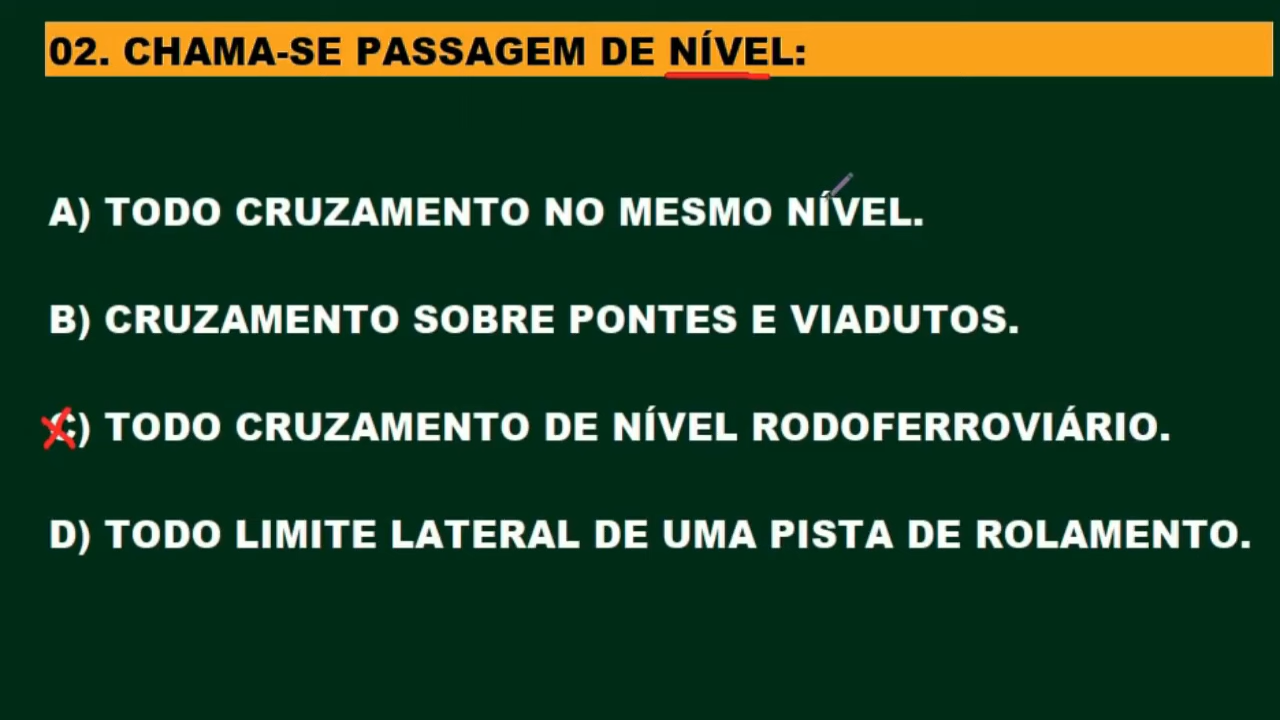 02. CHAMA-SE PASSAGEM DE NÍVEL:
A) TODO CRUZAMENTO NO MESMO NÍVEL.
B) CRUZAMENTO SOBRE PONTES E VIADUTOS.
C) TODO CRUZAMENTO DE NÍVEL RODOFERROVIÁRIO.
D) TODO LIMITE LATERAL DE UMA PISTA DE ROLAMENTO.